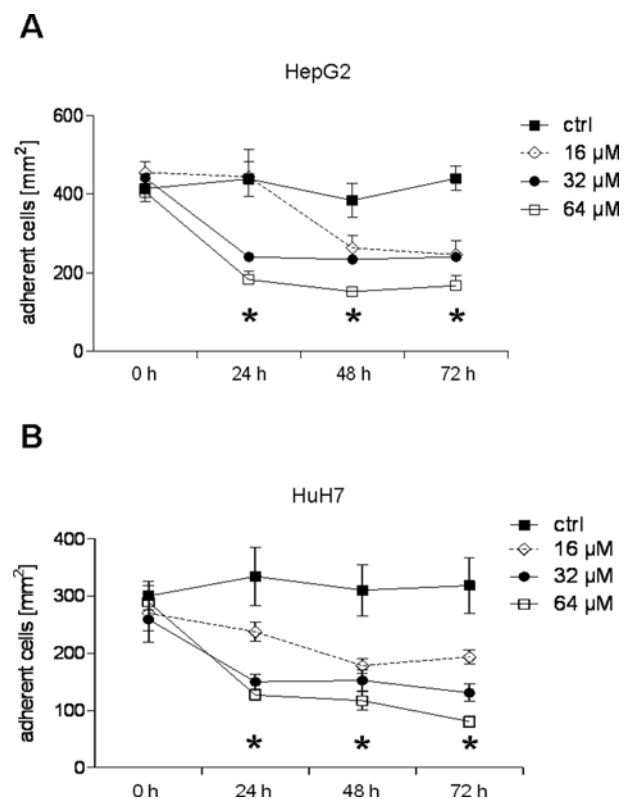 A
HepG2
adherent cells [mm²]
600
400
200
0
0 h
24 h
48 h
72 h
ctrl
16 µM
32 µM
64 µM
*
*
*
B
HuH7
adherent cells [mm²]
400
300
200
100
0
0 h
24 h
48 h
72 h
ctrl
16 µM
32 µM
64 µM
*
*
*